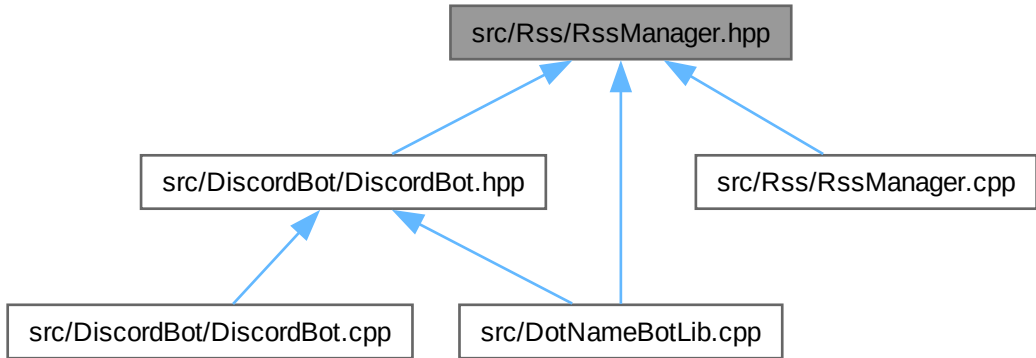 src/Rss/RssManager.hpp
src/DiscordBot/DiscordBot.hpp
src/Rss/RssManager.cpp
src/DiscordBot/DiscordBot.cpp
src/DotNameBotLib.cpp